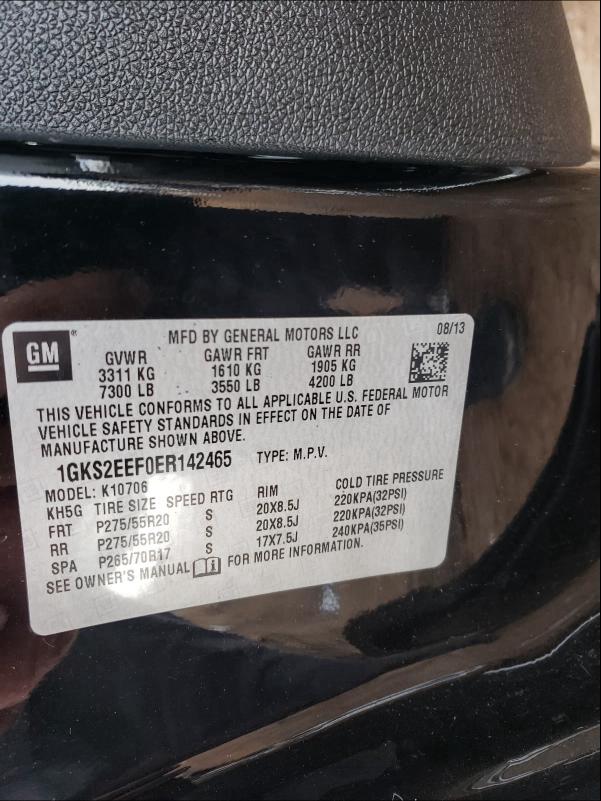 GM
MFD BY GENERAL MOTORS LLC 08/13
GVWR GAWR FRT GAWR RR
3311 KG 1610 KG 1905 KG
7300 LB 3550 LB 4200 LB
THIS VEHICLE CONFORMS TO ALL APPLICABLE U.S. FEDERAL MOTOR
VEHICLE SAFETY STANDARDS IN EFFECT ON THE DATE OF
MANUFACTURE SHOWN ABOVE.
1GKS2EEF0ER142465 TYPE: M.P.V.
MODEL: K10706
KH5G TIRE SIZE SPEED RTG RIM COLD TIRE PRESSURE
FRT P275/55R20 S 20X8.5J 220KPA(32PSI)
RR P275/55R20 S 20X8.5J 220KPA(32PSI)
SPA P265/70R17 S 17X7.5J 240KPA(35PSI)
SEE OWNER'S MANUAL FOR MORE INFORMATION.